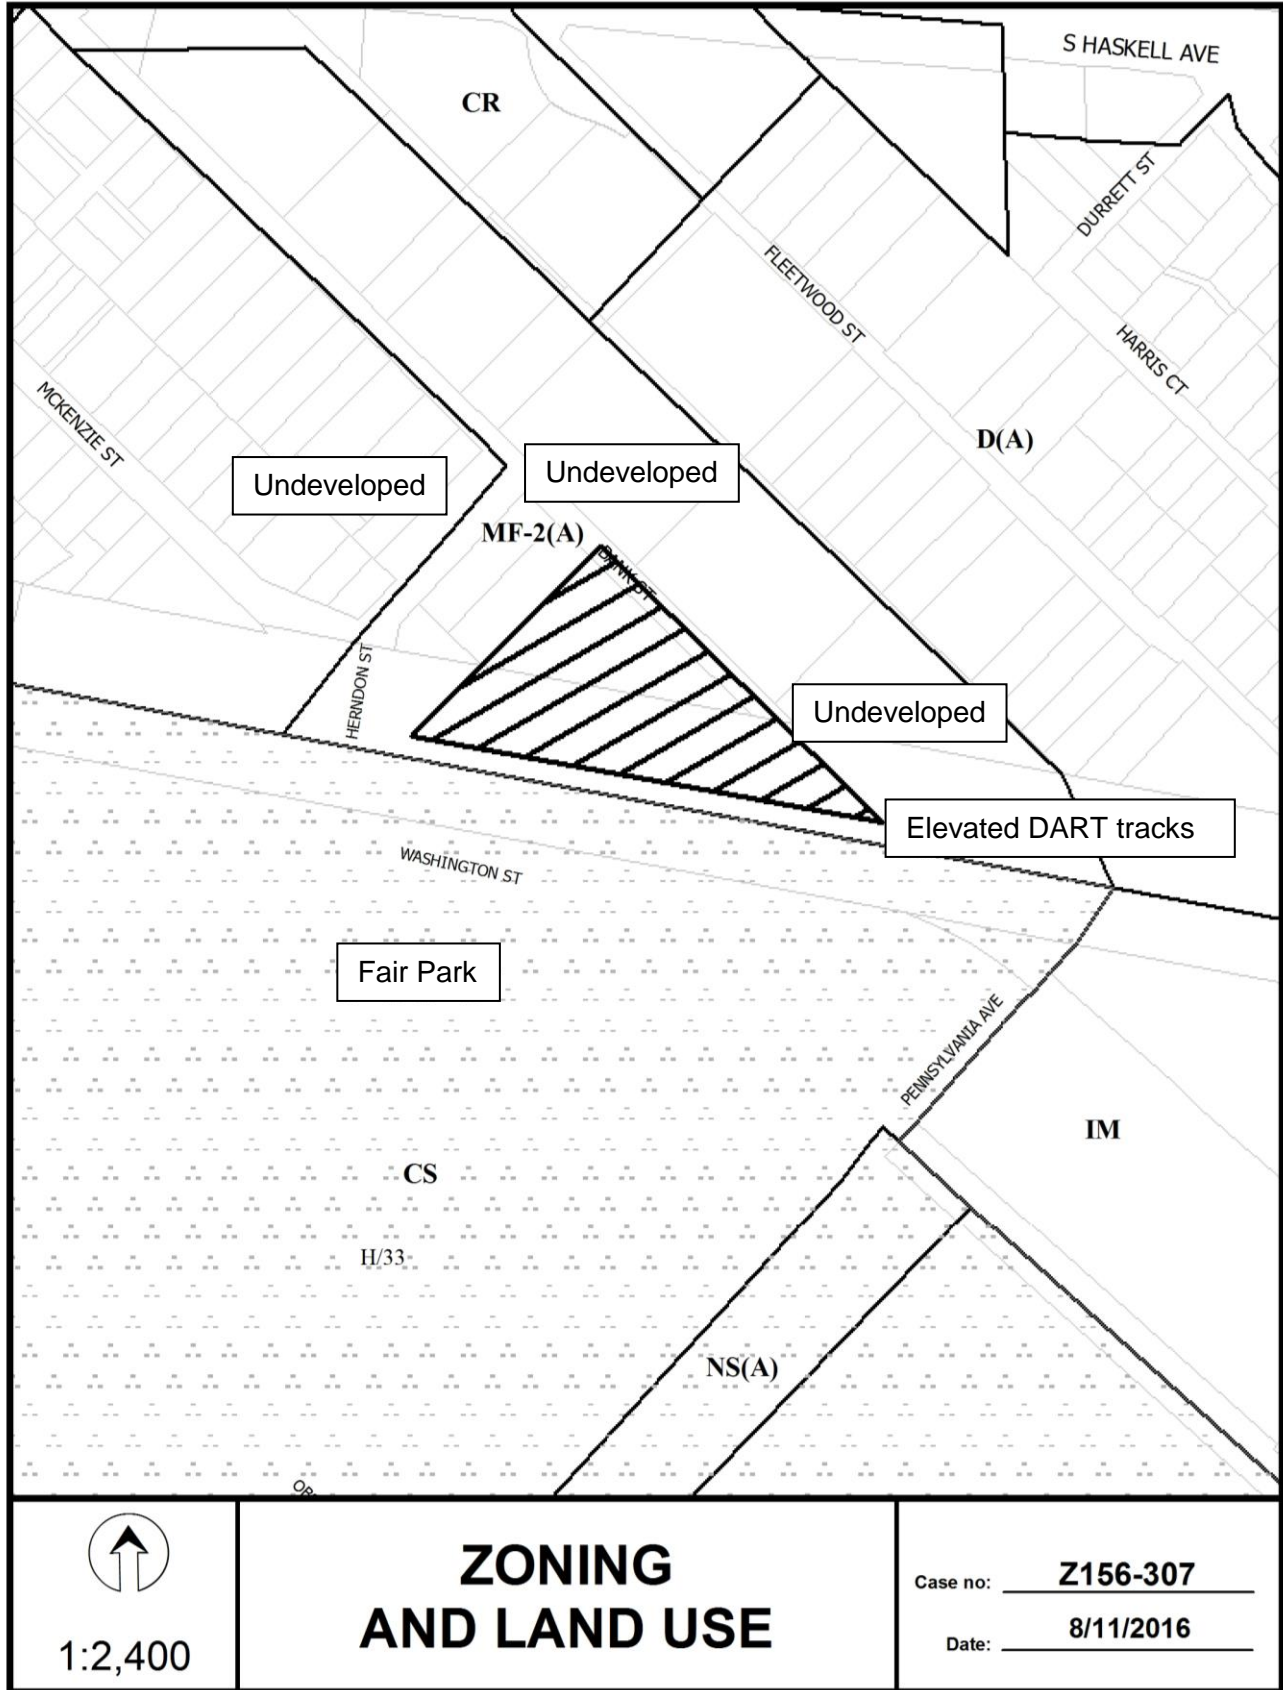 S HASKELL AVE
CR
DURRETT ST
FLEETWOOD ST
HARRIS CT
MCKENZIE ST
D(A)
Undeveloped
Undeveloped
MF-2(A)
BANK ST
HERNDON ST
Undeveloped
Elevated DART tracks
WASHINGTON ST
Fair Park
PENNSYLVANIA AVE
IM
CS
H/33
NS(A)
ZONING
AND LAND USE
1:2,400
Case no: Z156-307
Date: 8/11/2016